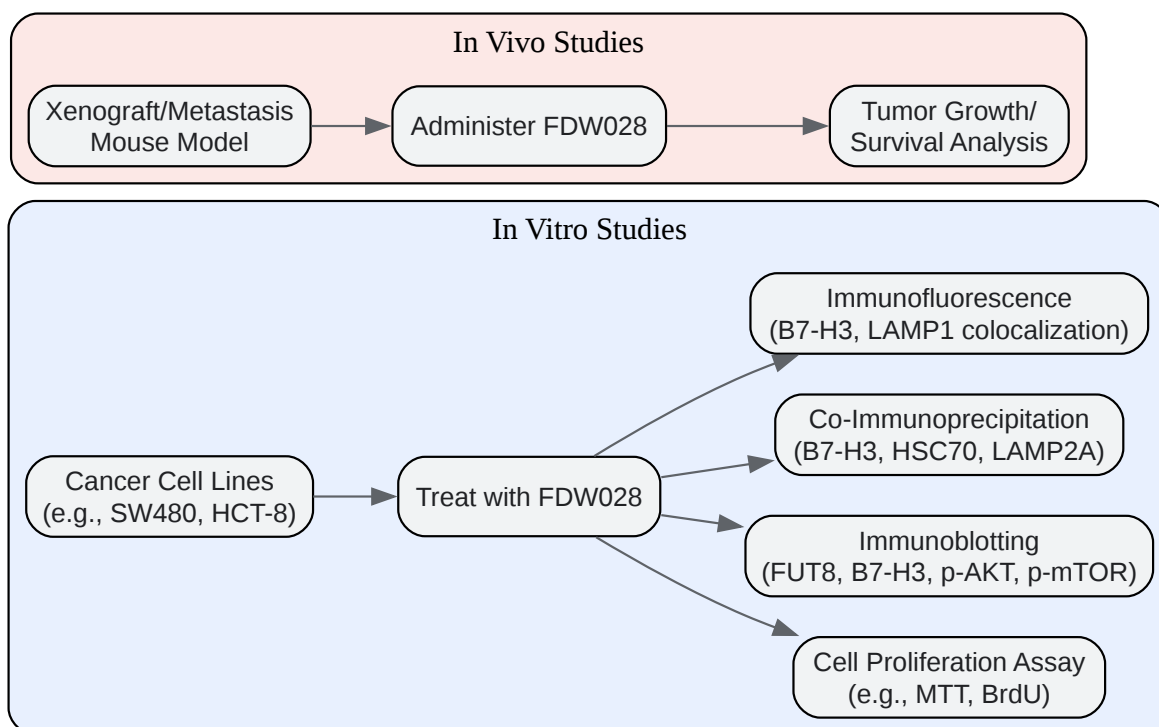 In Vivo Studies
Xenograft/Metastasis
Mouse Model
Administer FDW028
Tumor Growth/
Survival Analysis
In Vitro Studies
Cancer Cell Lines
(e.g., SW480, HCT-8)
Treat with FDW028
Immunofluorescence
(B7-H3, LAMP1 colocalization)
Co-Immunoprecipitation
(B7-H3, HSC70, LAMP2A)
Immunoblotting
(FUT8, B7-H3, p-AKT, p-mTOR)
Cell Proliferation Assay
(e.g., MTT, BrdU)